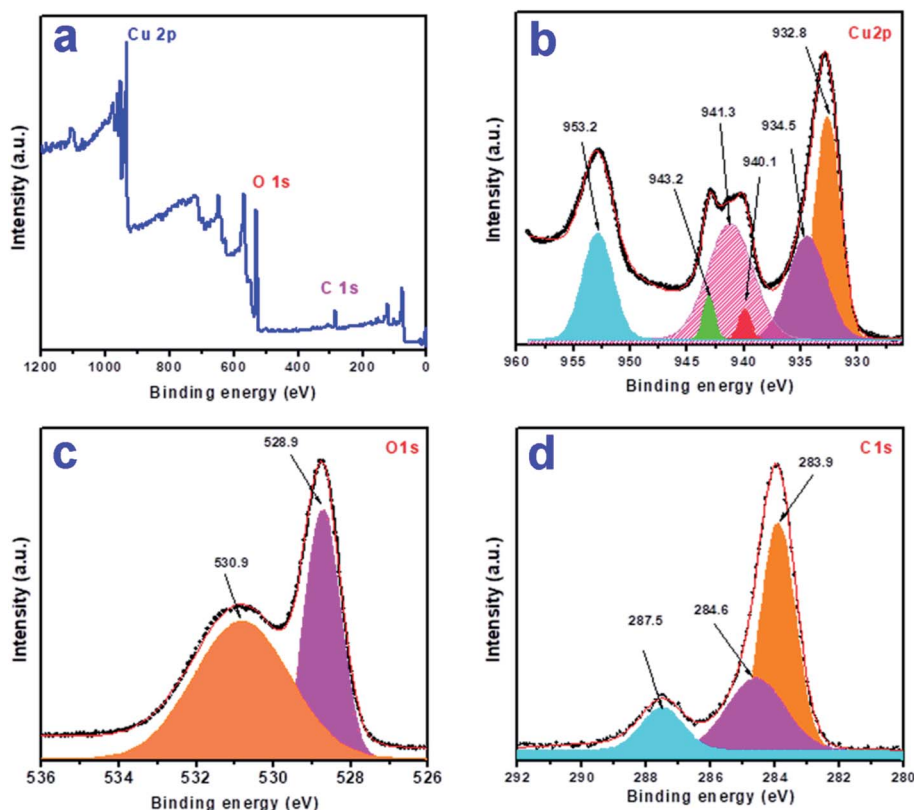 a
Cu 2p
O 1s
C 1s
Intensity (a.u.)
1200 1000 800 600 400 200 0
Binding energy (eV)
b
Cu2p
932.8
941.3
934.5
953.2
943.2
940.1
Intensity (a.u.)
960 955 950 945 940 935 930
Binding energy (eV)
c
O1s
528.9
530.9
Intensity (a.u.)
536 534 532 530 528 526
Binding energy (eV)
d
C1s
283.9
284.6
287.5
Intensity (a.u.)
292 290 288 286 284 282 280
Binding energy (eV)